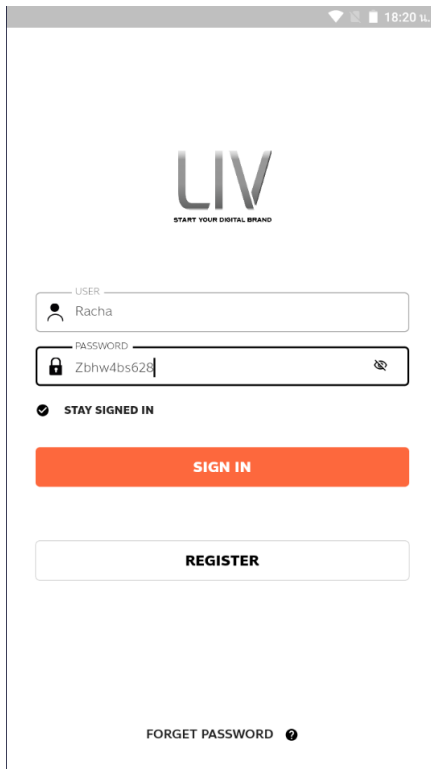 18:20 น.
LIV
START YOUR DIGITAL BRAND
USER
Racha
PASSWORD
Zbhw4bs628
STAY SIGNED IN
SIGN IN
REGISTER
FORGET PASSWORD ?